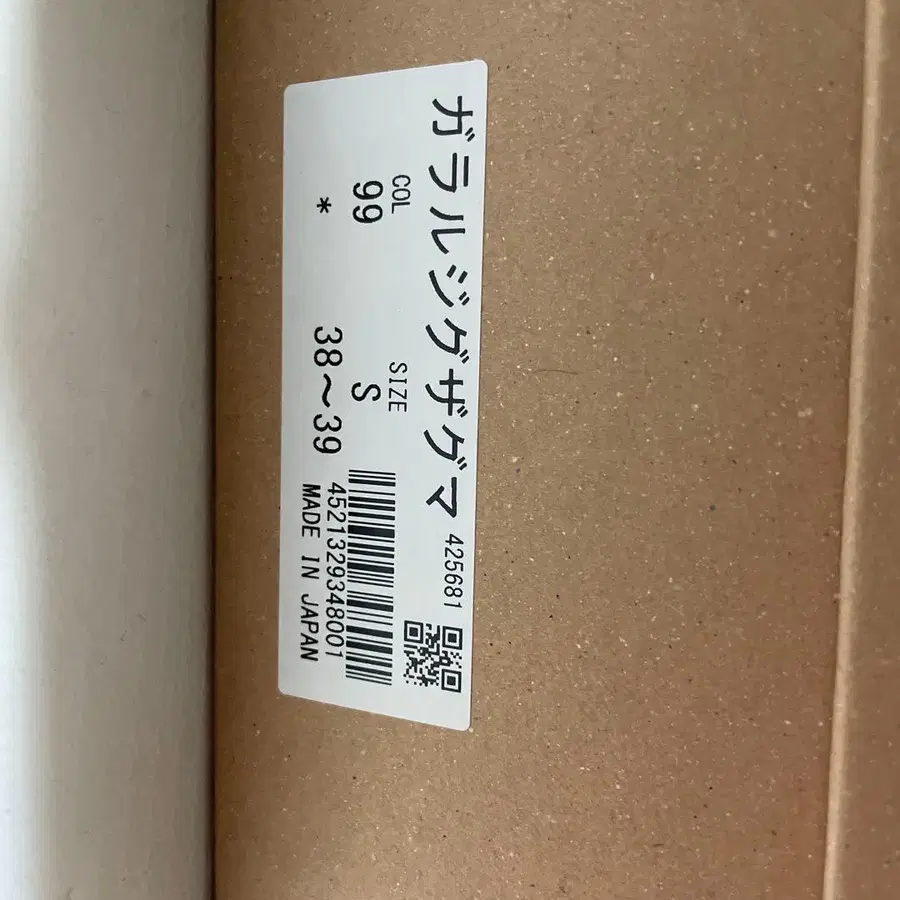 ガラルジグザグマ 425681
COL SIZE
99 S
* 38～39
4521329348001
MADE IN JAPAN